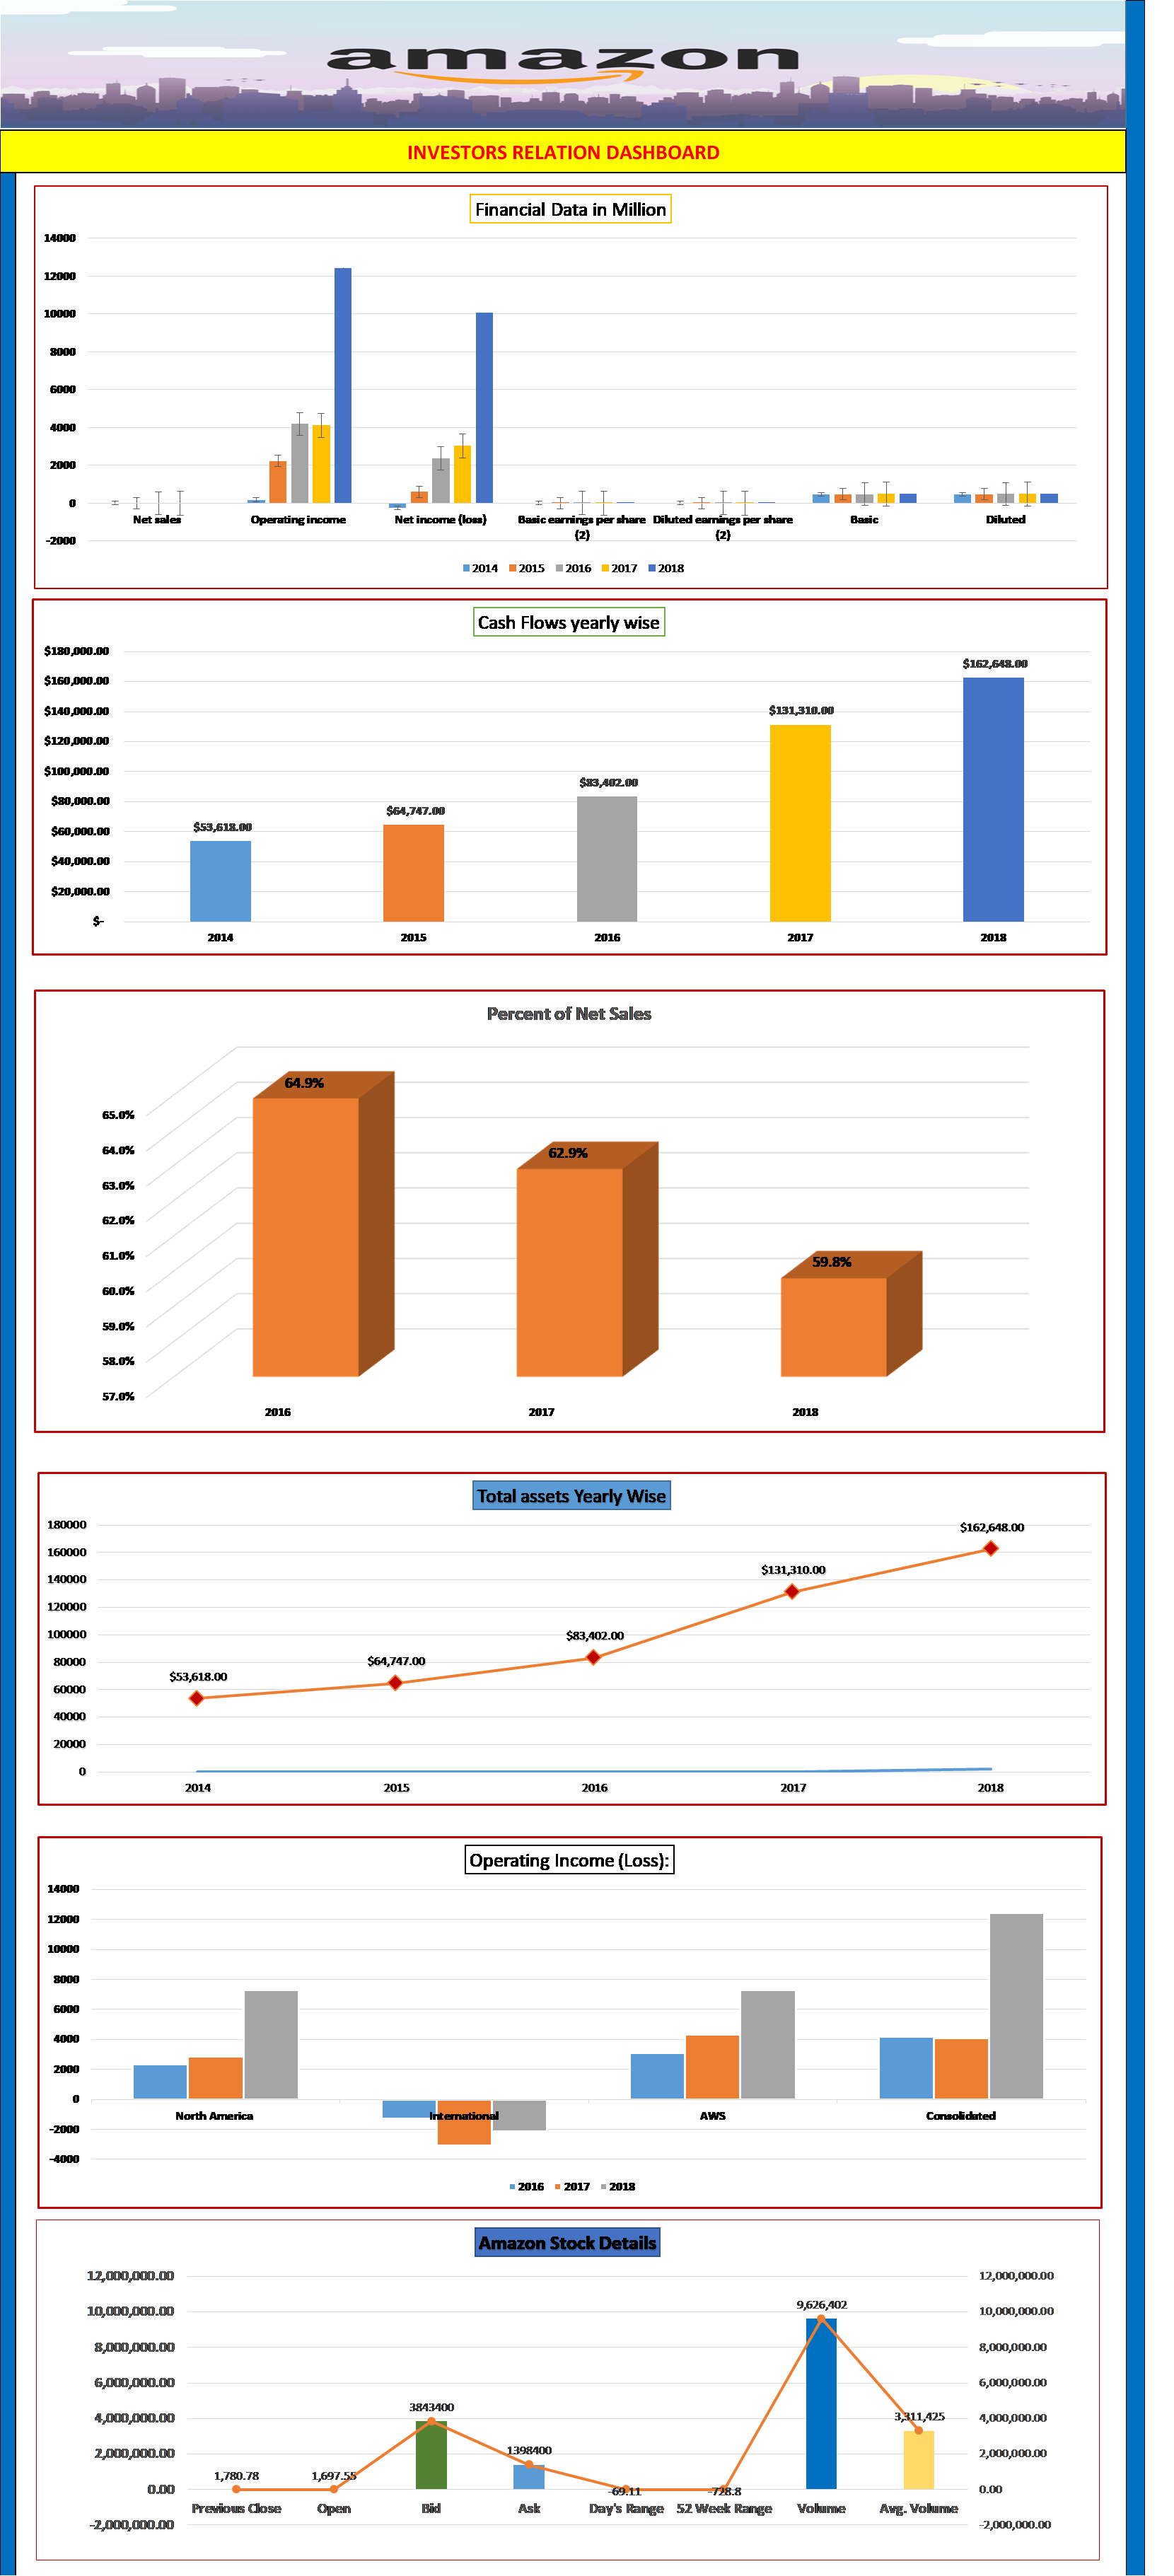 amazon
INVESTORS RELATION DASHBOARD
Financial Data in Million
14000
12000
10000
8000
6000
4000
2000
0
-2000
Net sales
Operating income
Net income (loss)
Basic earnings per share (2)
Diluted earnings per share (2)
Basic
Diluted
2014 2015 2016 2017 2018
Cash Flows yearly wise
$180,000.00
$160,000.00
$140,000.00
$120,000.00
$100,000.00
$80,000.00
$60,000.00
$40,000.00
$20,000.00
$-
$53,618.00
$64,747.00
$83,402.00
$131,310.00
$162,648.00
2014 2015 2016 2017 2018
Percent of Net Sales
65.0%
64.0%
63.0%
62.0%
61.0%
60.0%
59.0%
58.0%
57.0%
64.9%
62.9%
59.8%
2016 2017 2018
Total assets Yearly Wise
180000
160000
140000
120000
100000
80000
60000
40000
20000
0
$53,618.00
$64,747.00
$83,402.00
$131,310.00
$162,648.00
2014 2015 2016 2017 2018
Operating Income (Loss):
14000
12000
10000
8000
6000
4000
2000
0
-2000
-4000
North America
International
AWS
Consolidated
2016 2017 2018
Amazon Stock Details
12,000,000.00
10,000,000.00
8,000,000.00
6,000,000.00
4,000,000.00
2,000,000.00
0.00
-2,000,000.00
1,780.78
1,697.55
3843400
1398400
-69.11
-728.8
9,626,402
3,311,425
Previous Close
Open
Bid
Ask
Day's Range
52 Week Range
Volume
Avg. Volume
12,000,000.00
10,000,000.00
8,000,000.00
6,000,000.00
4,000,000.00
2,000,000.00
0.00
-2,000,000.00